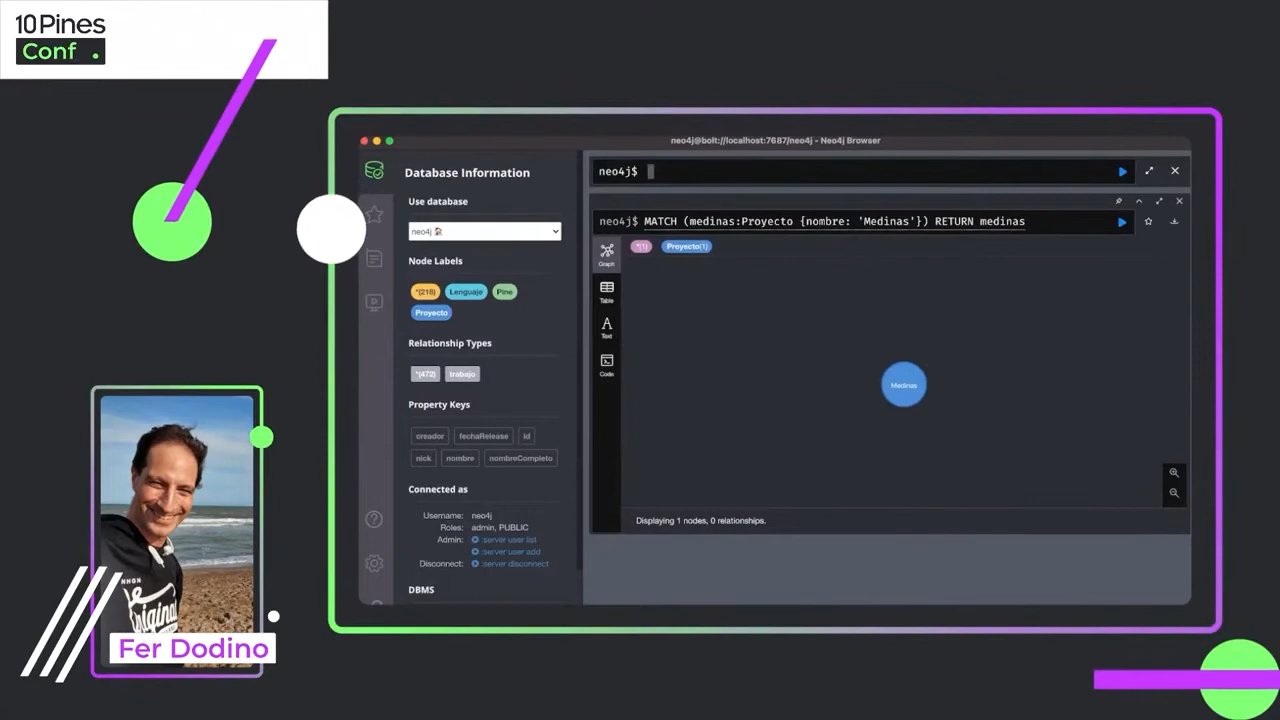 10Pines
Conf .
neo4j@bolt://localhost:7687/neo4j - Neo4j Browser
Database Information
Use database
neo4j
Node Labels
*(218) Lenguaje Pine
Proyecto
Relationship Types
*(472) trabajo
Property Keys
creador fechaRelease id
nick nombre nombreCompleto
Connected as
Username: neo4j
Roles: admin, PUBLIC
Admin: :server user list
:server user add
Disconnect: :server disconnect
DBMS
neo4j$
neo4j$ MATCH (medinas:Proyecto {nombre: 'Medinas'}) RETURN medinas
*(1) Proyecto(1)
Graph
Table
A
Text
Code
Medinas
Displaying 1 nodes, 0 relationships.
Original
Fer Dodino